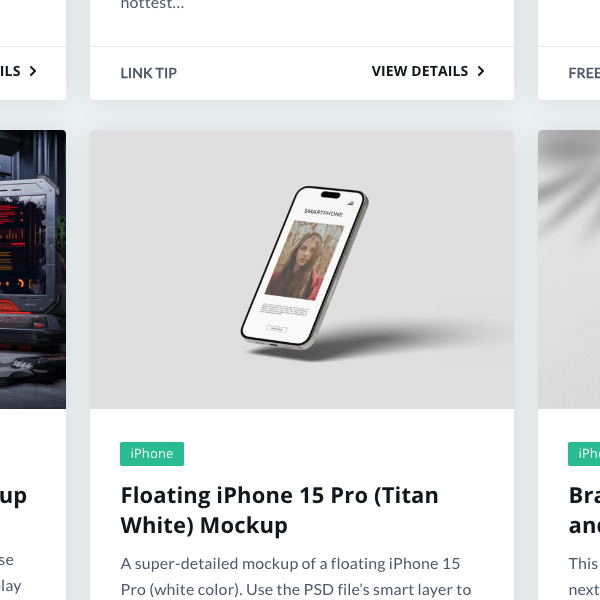 hottest…
ILS
LINK TIP
VIEW DETAILS
FREE
SMARTPHONE
iPhone
up
Floating iPhone 15 Pro (Titan
White) Mockup
se
A super-detailed mockup of a floating iPhone 15
lay
Pro (white color). Use the PSD file’s smart layer to
iPho
Bra
and
This
next